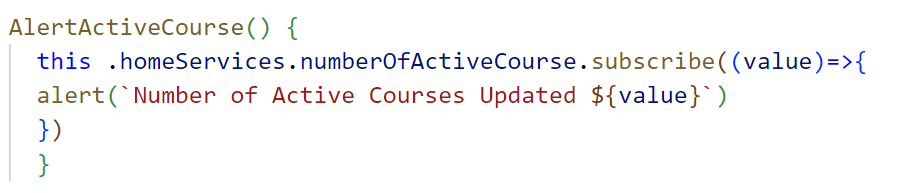 AlertActiveCourse() {
this .homeServices.numberOfActiveCourse.subscribe((value)=>{
alert(`Number of Active Courses Updated ${value}`)
})
}